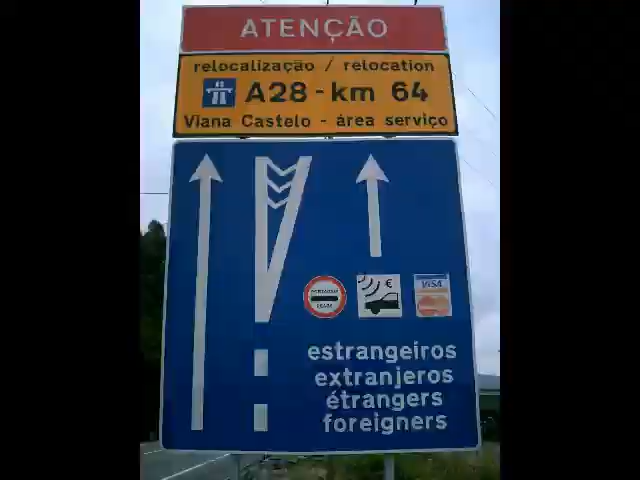 ATENÇÃO
relocalização / relocation
A28 - km 64
Viana Castelo - área serviço
€
VISA
estrangeiros
extranjeros
étrangers
foreigners